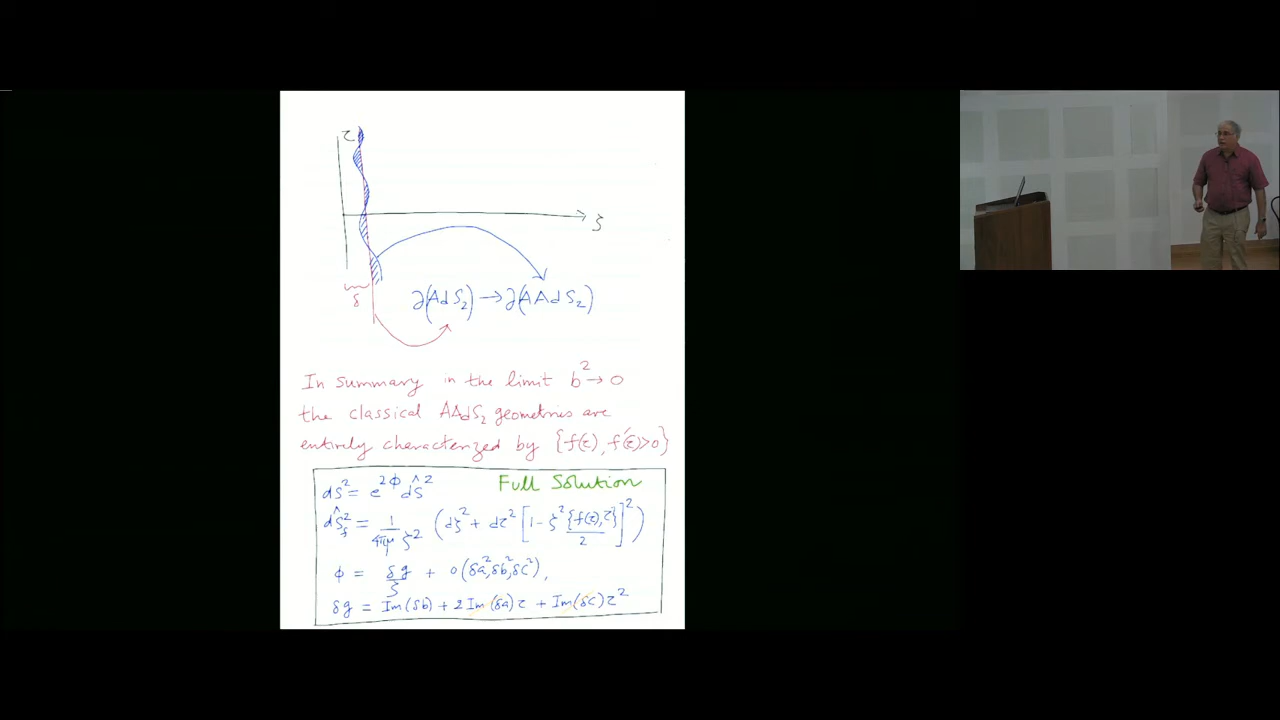 τ
ζ
δ
∂(AdS₂) → ∂(AAdS₂)
In summary in the limit b² → 0
the classical AAdS₂ geometries are
entirely characterized by {f(τ), f′(τ)>0}
Full Solution
ds² = e^{2φ} dŝ²
dŝ_f² = 1/(4πμ ζ²) (dζ² + dτ² [1 - ζ² {f(τ), τ}/2]²)
φ = δg/ζ + o(δa², δb², δc²),
δg = Im(δb) + 2 Im(δa) τ + Im(δc) τ²